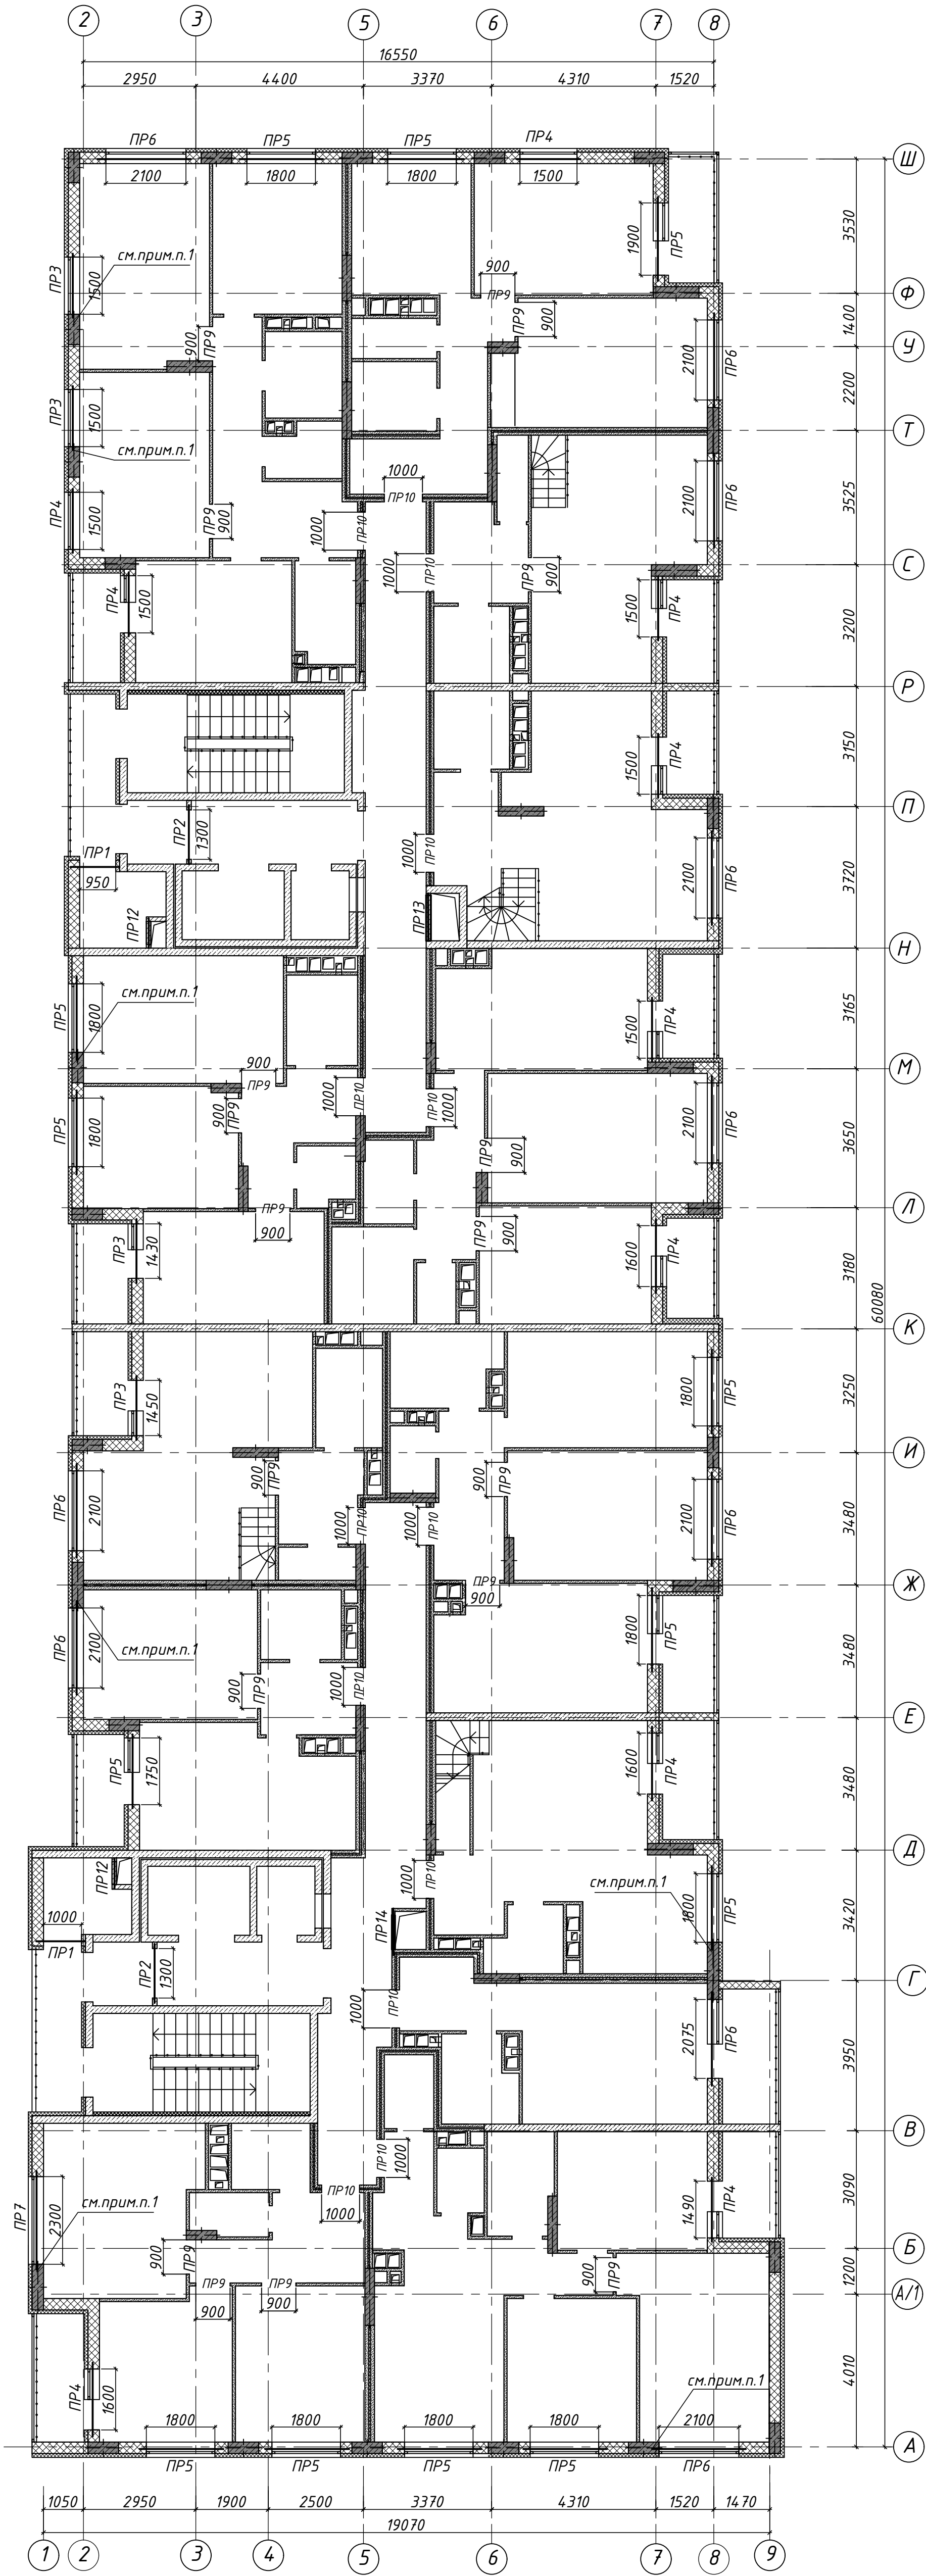 2 3 5 6 7 8
16550
2950 4400 3370 4310 1520
ПР6 ПР5 ПР5 ПР4
2100 1800 1800 1500
Ш
1900 ПР5
3530
см.прим.п.1
ПР3 1500
900
ПР9
Ф
ПР9 900
1400
900 ПР9
2100 ПР6
У
2200
ПР3 1500
см.прим.п.1
Т
1000
ПР10
ПР4 1500
ПР9 900
1000 ПР10
2100 ПР6
3525
1000 ПР10
ПР9 900
С
ПР4 1500
1500 ПР4
3200
Р
1500 ПР4
3150
П
ПР2 1300
1000 ПР10
ПР1
950
2100 ПР6
3720
ПР12
ПР13
Н
ПР5 1800
см.прим.п.1
1500 ПР4
3165
900
ПР9
М
1000 ПР10
ПР10 1000
ПР5 1800
900 ПР9
2100 ПР6
3650
ПР9 900
ПР9
900
Л
ПР3 1430
ПР9 900
1600 ПР4
3180
60080
К
ПР3 1450
1800 ПР5
3250
И
900 ПР9
900 ПР9
ПР6 2100
1000 ПР10
1000 ПР10
2100 ПР6
3480
ПР9
900
Ж
ПР6 2100
см.прим.п.1
1800 ПР5
3480
900 ПР9
1000 ПР10
Е
ПР5 1750
1600 ПР4
3480
Д
ПР12
1000 ПР10
см.прим.п.1
1800 ПР5
3420
1000
ПР1
ПР14
ПР2 1300
Г
1000 ПР10
2075 ПР6
3950
В
ПР10 1000
ПР7 2300
см.прим.п.1
ПР10
1000
1490 ПР4
3090
900 ПР9
Б
900 ПР9
1200
ПР9 ПР9
900 900
А/1
ПР4 1600
см.прим.п.1
4010
1800 1800 1800 1800 2100
А
ПР5 ПР5 ПР5 ПР5 ПР6
1050 2950 1900 2500 3370 4310 1520 1470
19070
1 2 3 4 5 6 7 8 9